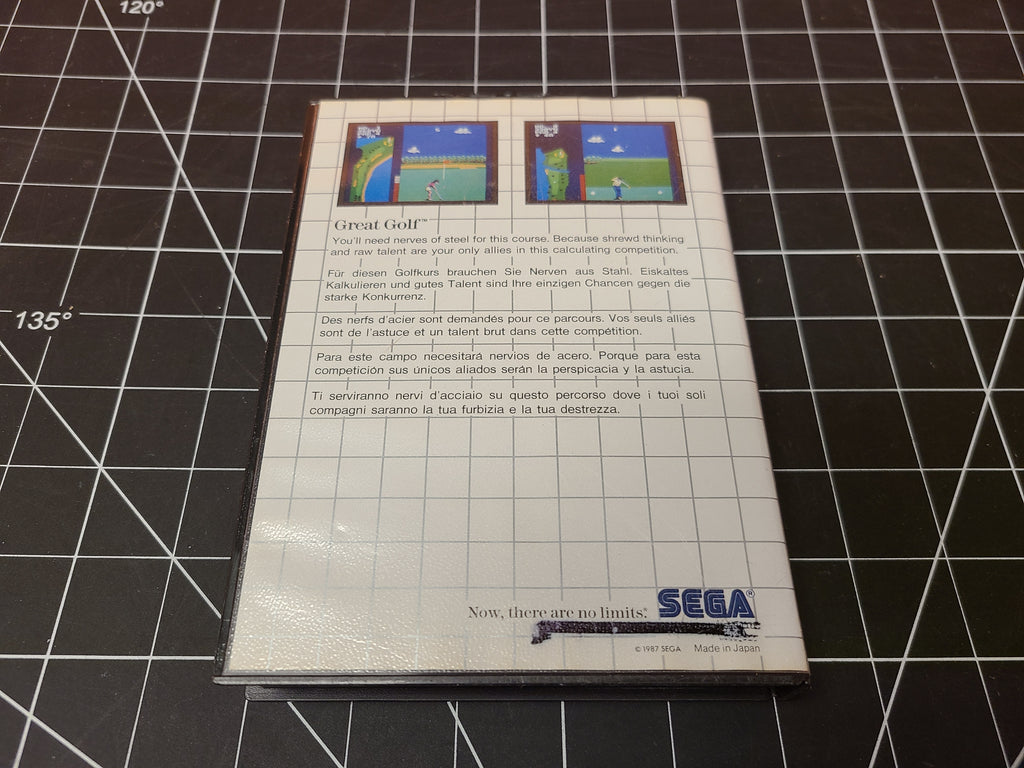 120°
135°
Great Golf™
You'll need nerves of steel for this course. Because shrewd thinking
and raw talent are your only allies in this calculating competition.
Für diesen Golfkurs brauchen Sie Nerven aus Stahl. Eiskaltes
Kalkulieren und gutes Talent sind Ihre einzigen Chancen gegen die
starke Konkurrenz.
Des nerfs d'acier sont demandés pour ce parcours. Vos seuls alliés
sont de l'astuce et un talent brut dans cette compétition.
Para este campo necesitará nervios de acero. Porque para esta
competición sus únicos aliados serán la perspicacia y la astucia.
Ti serviranno nervi d'acciaio su questo percorso dove i tuoi soli
compagni saranno la tua furbizia e la tua destrezza.
Now, there are no limits. SEGA®
© 1987 SEGA Made in Japan